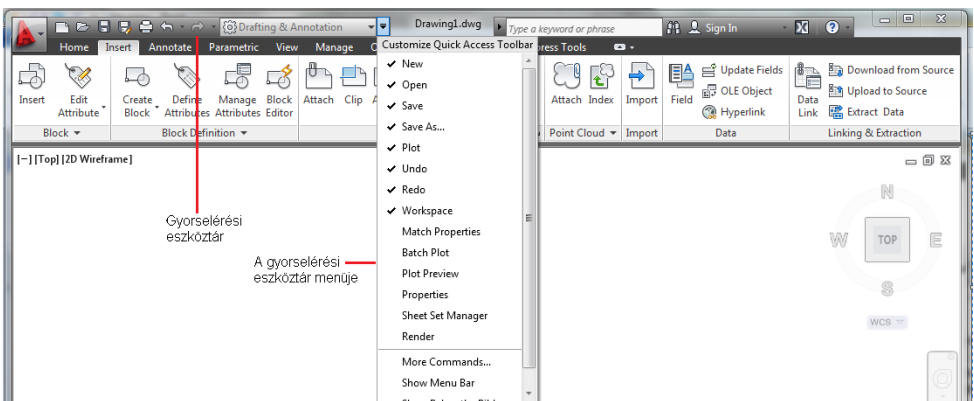 Drafting & Annotation
Drawing1.dwg
Type a keyword or phrase
Sign In
Home Insert Annotate Parametric View Manage
Customize Quick Access Toolbar
press Tools
Insert
Edit
Attribute
Create
Block
Define
Attributes
Manage
Attributes
Block
Editor
Attach
Clip
Attach
Index
Import
Field
Update Fields
OLE Object
Hyperlink
Data
Link
Download from Source
Upload to Source
Extract Data
Block
Block Definition
Point Cloud
Import
Data
Linking & Extraction
New
Open
Save
Save As...
Plot
Undo
Redo
Workspace
Match Properties
Batch Plot
Plot Preview
Properties
Sheet Set Manager
Render
More Commands...
Show Menu Bar
[−] [Top] [2D Wireframe]
Gyorselérési
eszköztár
A gyorselérési
eszköztár menüje
N
W
TOP
E
S
WCS